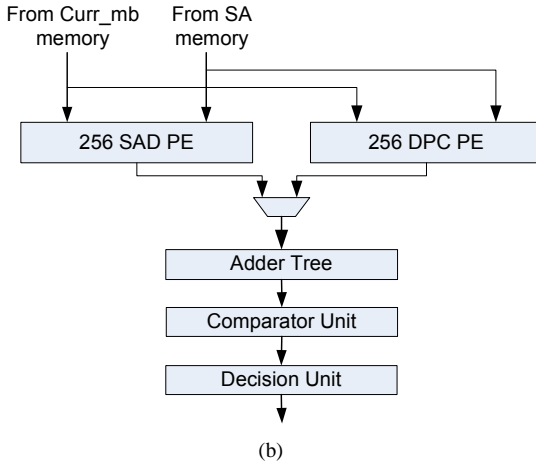 From Curr_mb memory
From SA memory
256 SAD PE
256 DPC PE
Adder Tree
Comparator Unit
Decision Unit
(b)